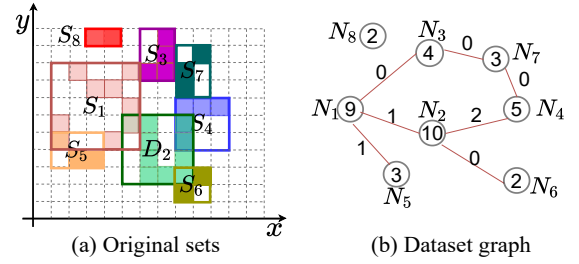 y
S8
S3
S7
S1
S4
S5
D2
S6
x
(a) Original sets
N8 2
N3
4
0
3 N7
0
0
N1 9
1
N2
10
2
5 N4
1
0
3
N5
2 N6
(b) Dataset graph